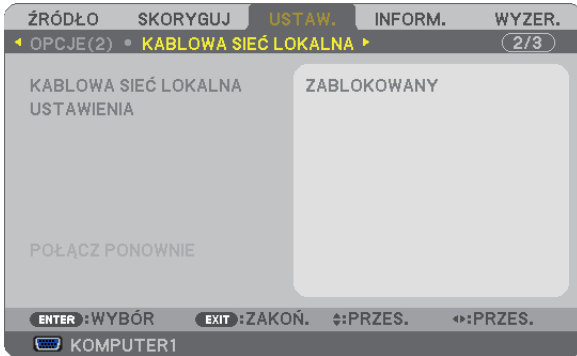 ŹRÓDŁO SKORYGUJ USTAW. INFORM. WYZER.
OPCJE(2) • KABLOWA SIEĆ LOKALNA 2/3
KABLOWA SIEĆ LOKALNA ZABLOKOWANY
USTAWIENIA
POŁĄCZ PONOWNIE
ENTER :WYBÓR EXIT :ZAKOŃ. :PRZES. :PRZES.
KOMPUTER1